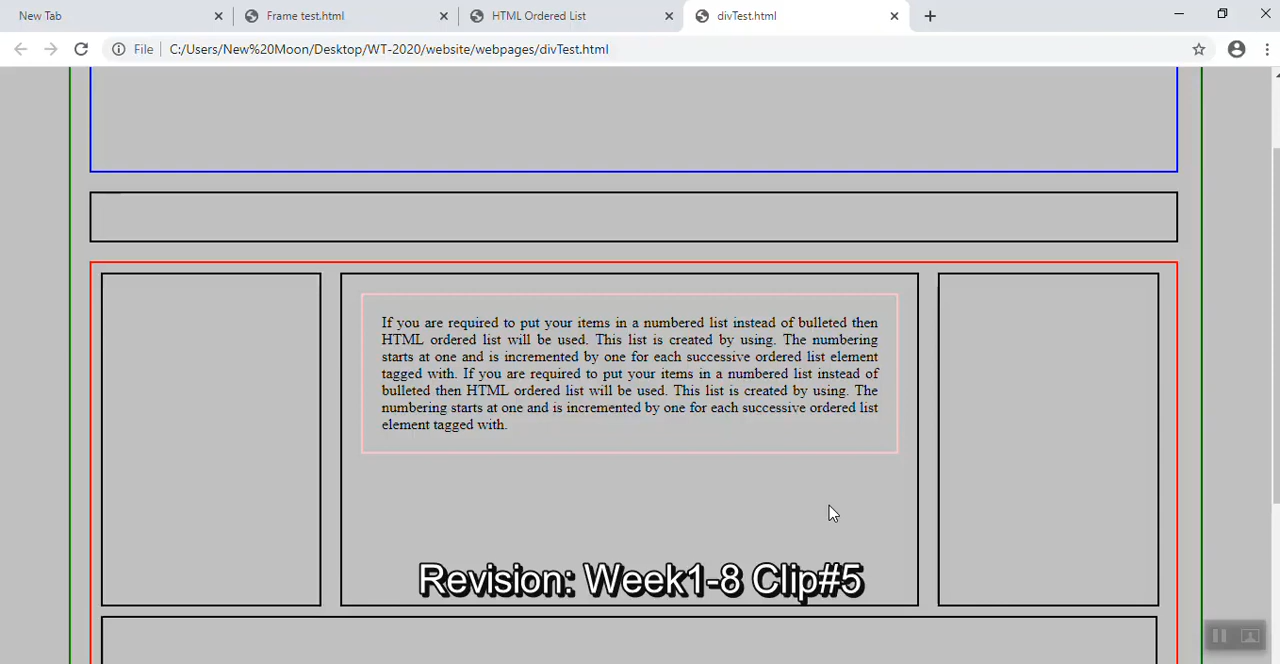 New Tab
Frame test.html
HTML Ordered List
divTest.html
File
C:/Users/New%20Moon/Desktop/WT-2020/website/webpages/divTest.html
If you are required to put your items in a numbered list instead of bulleted then
HTML ordered list will be used. This list is created by using. The numbering
starts at one and is incremented by one for each successive ordered list element
tagged with. If you are required to put your items in a numbered list instead of
bulleted then HTML ordered list will be used. This list is created by using. The
numbering starts at one and is incremented by one for each successive ordered list
element tagged with.
Revision: Week1-8 Clip#5